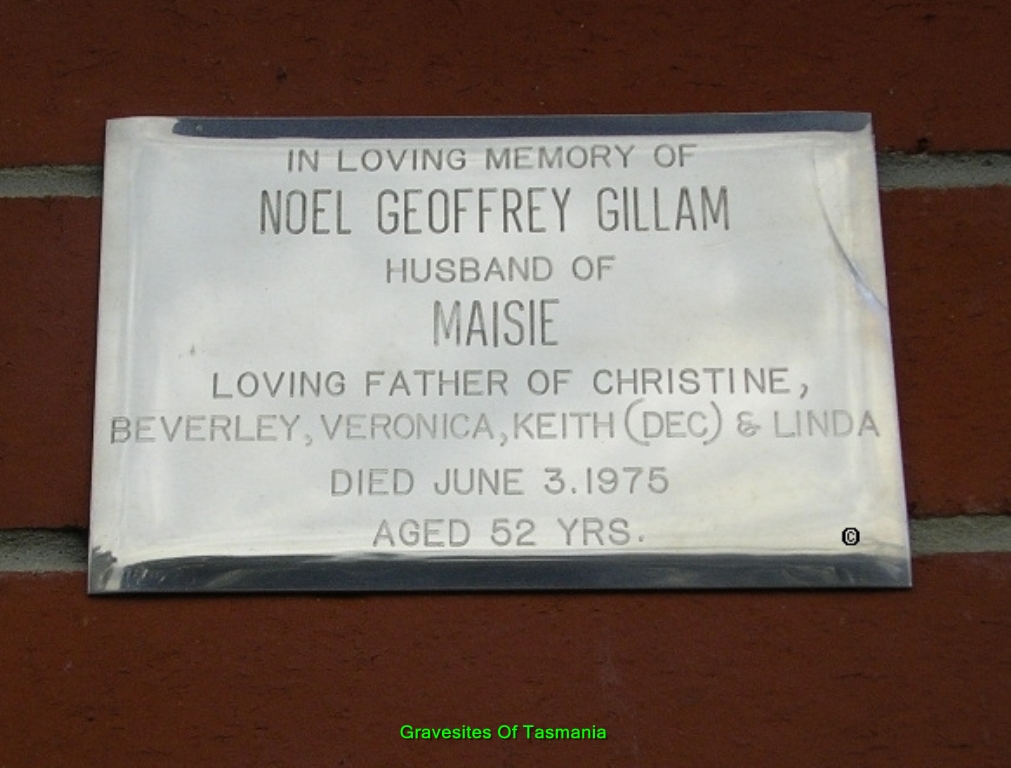 IN LOVING MEMORY OF
NOEL GEOFFREY GILLAM
HUSBAND OF
MAISIE
LOVING FATHER OF CHRISTINE,
BEVERLEY, VERONICA, KEITH (DEC) & LINDA
DIED JUNE 3.1975
AGED 52 YRS.
©
Gravesites Of Tasmania